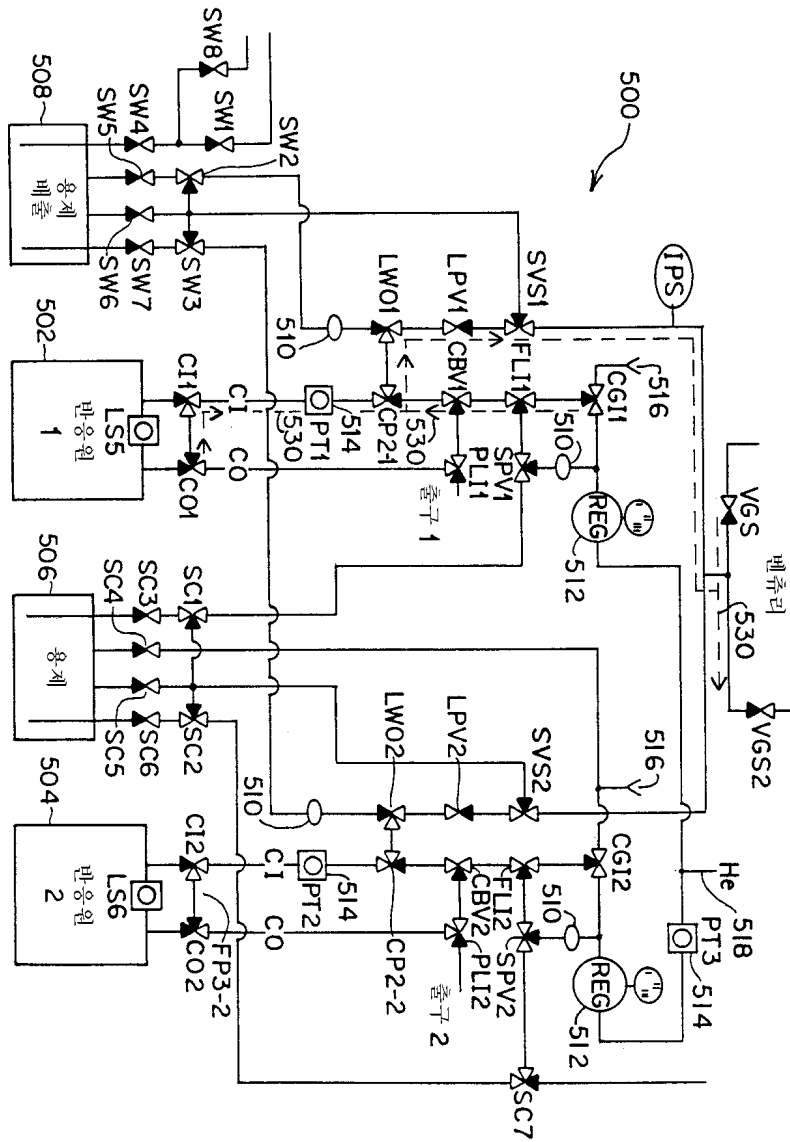 500
SW8
SW1
SW4
SW5
508
SW2
용제
배출
SW6
SW7
SW3
IPS
SVS1
LPV1
LWO1
510
502
반응원
1
LS5
CI1
CO1
CI
CO
530
514
PT1
CP2-1
530
CBV1
FLI1
PLI1
출구 1
SPV1
510
CGI1
516
REG
512
VGS
벤츄리
530
VGS2
506
용제
SC3
SC4
SC1
SC5
SC6
SC2
LWO2
LPV2
SVS2
516
510
504
반응원
2
LS6
CI2
CO2
FP3-2
CI
CO
514
PT2
CP2-2
CBV2
FLI2
PLI2
출구 2
SPV2
510
CGI2
REG
512
He
518
PT3
514
SC7